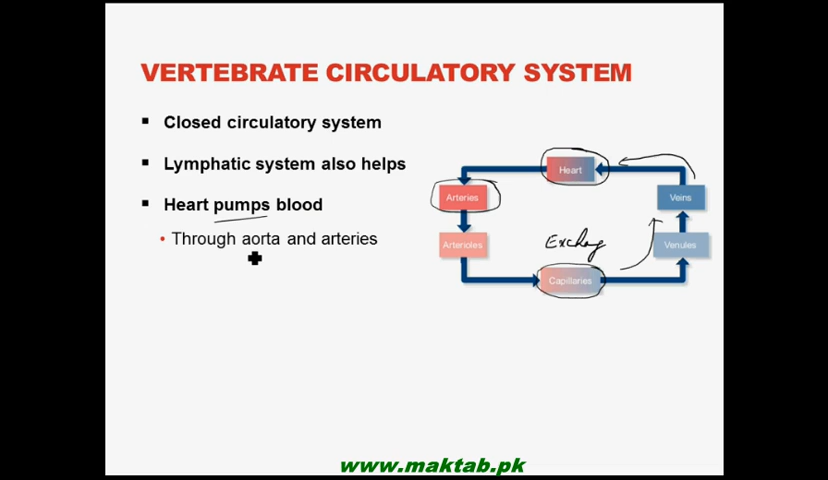 VERTEBRATE CIRCULATORY SYSTEM
Closed circulatory system
Lymphatic system also helps
Heart pumps blood
Through aorta and arteries
Heart
Arteries
Veins
Arterioles
Venules
Capillaries
www.maktab.pk